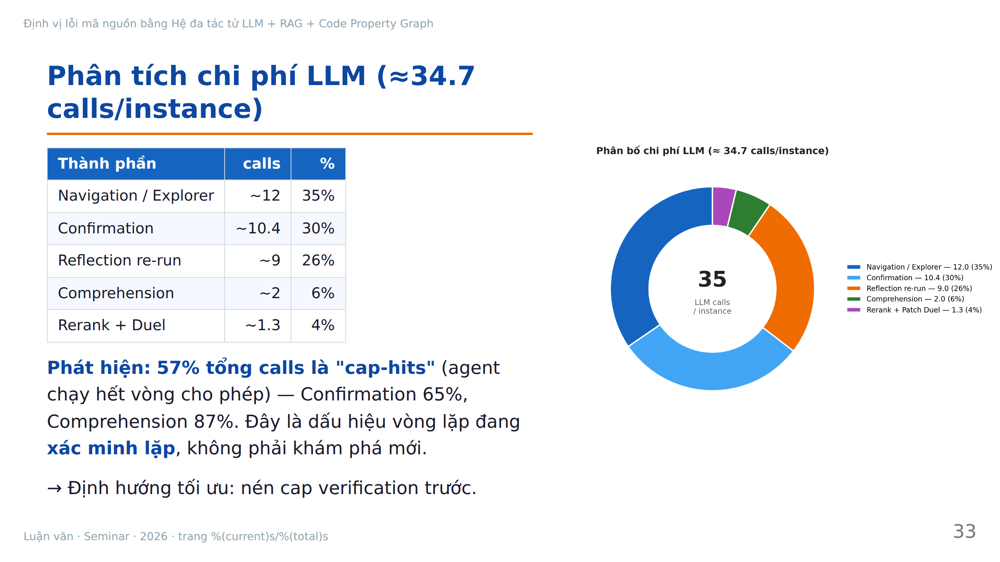 Định vị lỗi mã nguồn bằng Hệ đa tác tử LLM + RAG + Code Property Graph
Phân tích chi phí LLM (≈34.7
calls/instance)
Thành phần calls %
Navigation / Explorer ~12 35%
Confirmation ~10.4 30%
Reflection re-run ~9 26%
Comprehension ~2 6%
Rerank + Duel ~1.3 4%
Phát hiện: 57% tổng calls là "cap-hits" (agent
chạy hết vòng cho phép) — Confirmation 65%,
Comprehension 87%. Đây là dấu hiệu vòng lặp đang
xác minh lặp, không phải khám phá mới.
→ Định hướng tối ưu: nén cap verification trước.
Phân bố chi phí LLM (≈ 34.7 calls/instance)
35
LLM calls
/ instance
Navigation / Explorer — 12.0 (35%)
Confirmation — 10.4 (30%)
Reflection re-run — 9.0 (26%)
Comprehension — 2.0 (6%)
Rerank + Patch Duel — 1.3 (4%)
Luận văn · Seminar · 2026 · trang %(current)s/%(total)s
33